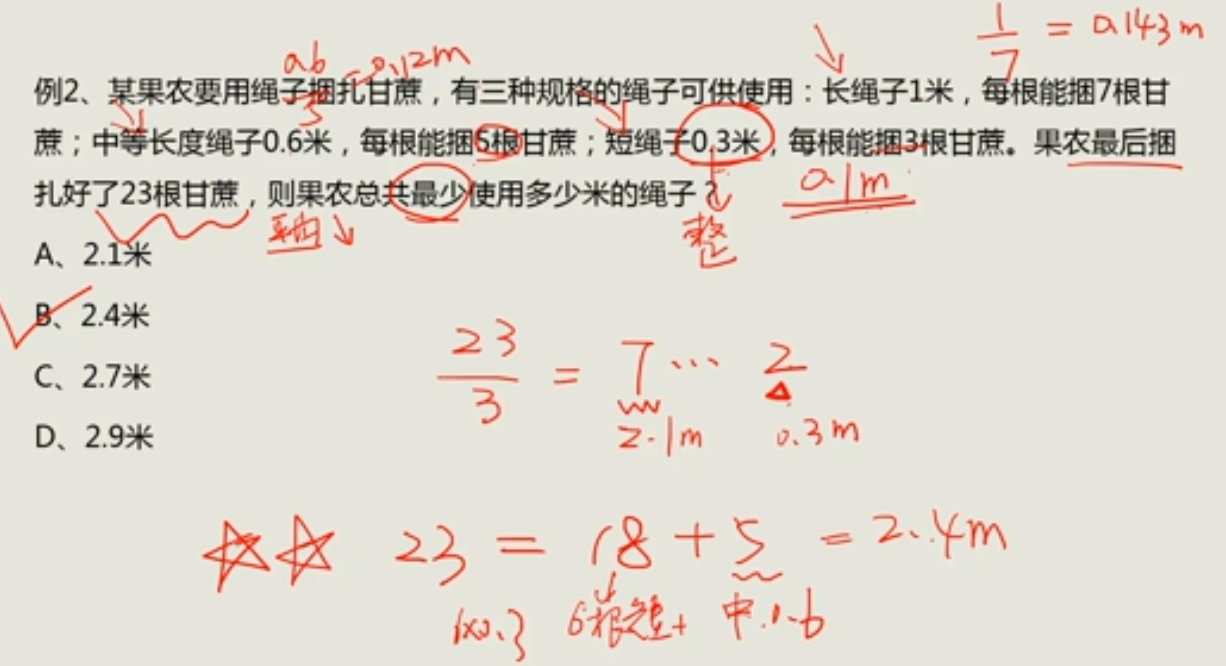 1/7 = 0.143m
0.6/5 = 0.12m
例2、某果农要用绳子捆扎甘蔗，有三种规格的绳子可供使用：长绳子1米，每根能捆7根甘
蔗；中等长度绳子0.6米，每根能捆5根甘蔗；短绳子0.3米，每根能捆3根甘蔗。果农最后捆
扎好了23根甘蔗，则果农总共最少使用多少米的绳子？
0.1m
整
A、2.1米
B、2.4米
C、2.7米
D、2.9米
23/3 = 7 … 2
2.1m 0.3m
23 = 18 + 5 = 2.4m
6×0.3 6根短+ 中 0.6